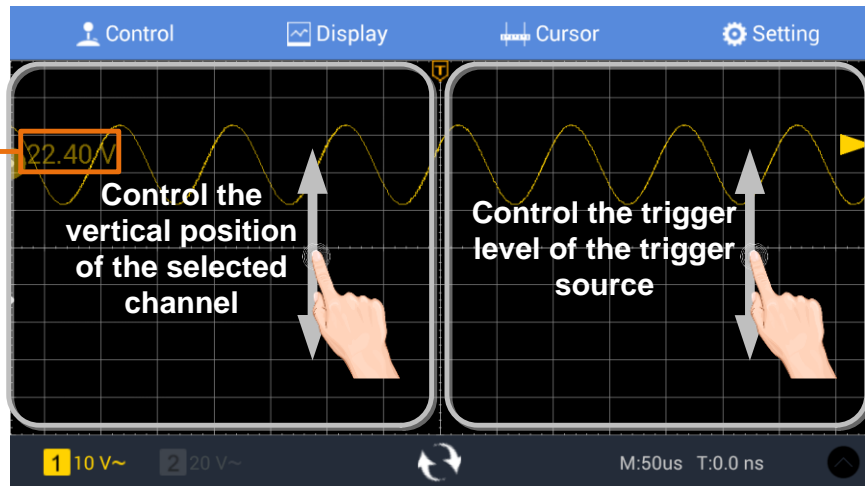 Control Display Cursor Setting
T
22.40 V
Control the
vertical position
of the selected
channel
Control the trigger
level of the trigger
source
1 10 V~ 2 20 V~ M:50us T:0.0 ns